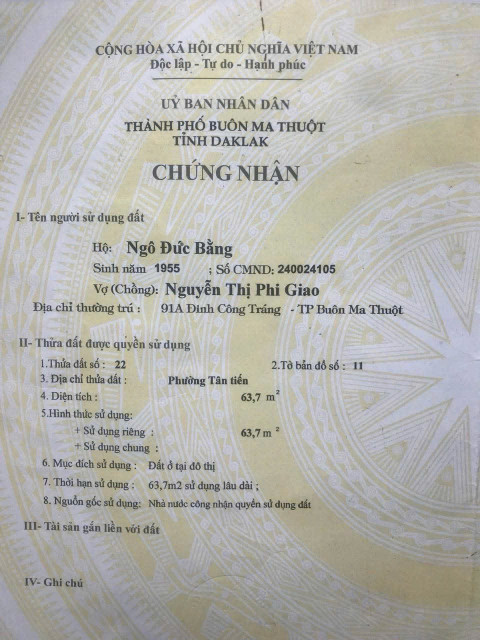 CỘNG HÒA XÃ HỘI CHỦ NGHĨA VIỆT NAM
Độc lập - Tự do - Hạnh phúc
UỶ BAN NHÂN DÂN
THÀNH PHỐ BUÔN MA THUỘT
TỈNH DAKLAK
CHỨNG NHẬN
I- Tên người sử dụng đất
Hộ: Ngô Đức Bằng
Sinh năm 1955 ; Số CMND: 240024105
Vợ (Chồng): Nguyễn Thị Phi Giao
Địa chỉ thường trú : 91A Đinh Công Tráng - TP Buôn Ma Thuột
II- Thửa đất được quyền sử dụng
1.Thửa đất số : 22 2.Tờ bản đồ số : 11
3. Địa chỉ thửa đất : Phường Tân tiến
4. Diện tích : 63,7 m²
5.Hình thức sử dụng:
+ Sử dụng riêng : 63,7 m ²
+ Sử dụng chung :
6. Mục đích sử dụng : Đất ở tại đô thị
7. Thời hạn sử dụng : 63,7m2 sử dụng lâu dài ;
8. Nguồn gốc sử dụng: Nhà nước công nhận quyền sử dụng đất
III- Tài sản gắn liền với đất
IV- Ghi chú